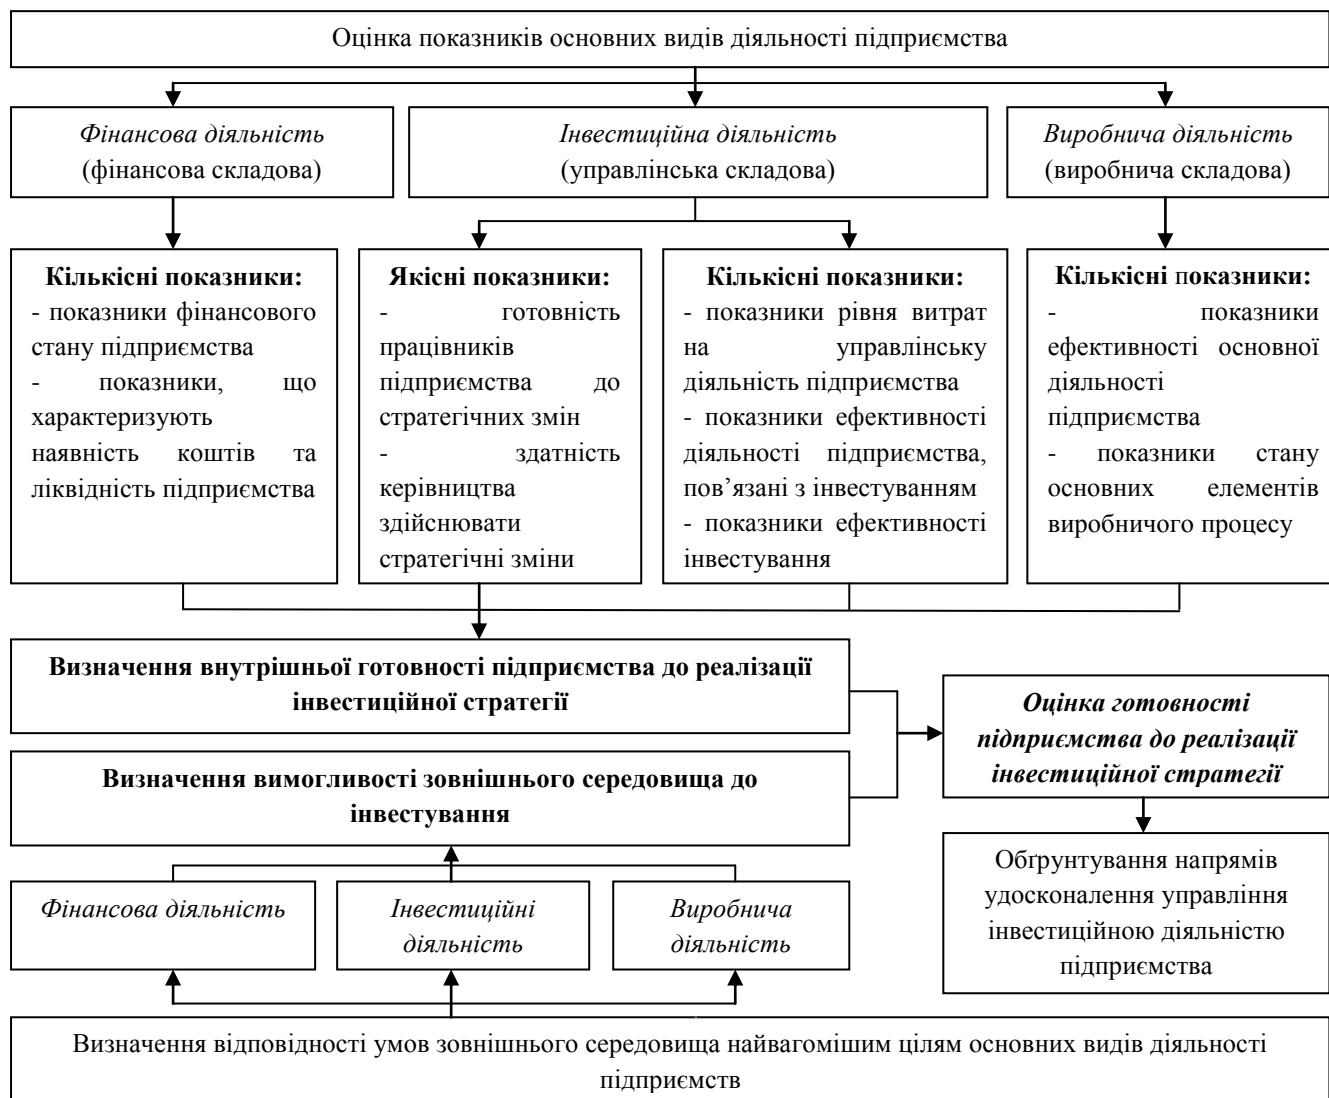 Оцінка показників основних видів діяльності підприємства
Фінансова діяльність
(фінансова складова)
Інвестиційна діяльність
(управлінська складова)
Виробнича діяльність
(виробнича складова)
Кількісні показники:
- показники фінансового
стану підприємства
- показники, що
характеризують
наявність коштів та
ліквідність підприємства
Якісні показники:
- готовність
працівників
підприємства до
стратегічних змін
- здатність
керівництва
здійснювати
стратегічні зміни
Кількісні показники:
- показники рівня витрат
на управлінську
діяльність підприємства
- показники ефективності
діяльності підприємства,
пов’язані з інвестуванням
- показники ефективності
інвестування
Кількісні показники:
- показники
ефективності основної
діяльності
підприємства
- показники стану
основних елементів
виробничого процесу
Визначення внутрішньої готовності підприємства до реалізації
інвестиційної стратегії
Визначення вимогливості зовнішнього середовища до
інвестування
Оцінка готовності
підприємства до реалізації
інвестиційної стратегії
Фінансова діяльність
Інвестиційні
діяльність
Виробнича
діяльність
Обґрунтування напрямів
удосконалення управління
інвестиційною діяльністю
підприємства
Визначення відповідності умов зовнішнього середовища найвагомішим цілям основних видів діяльності
підприємств